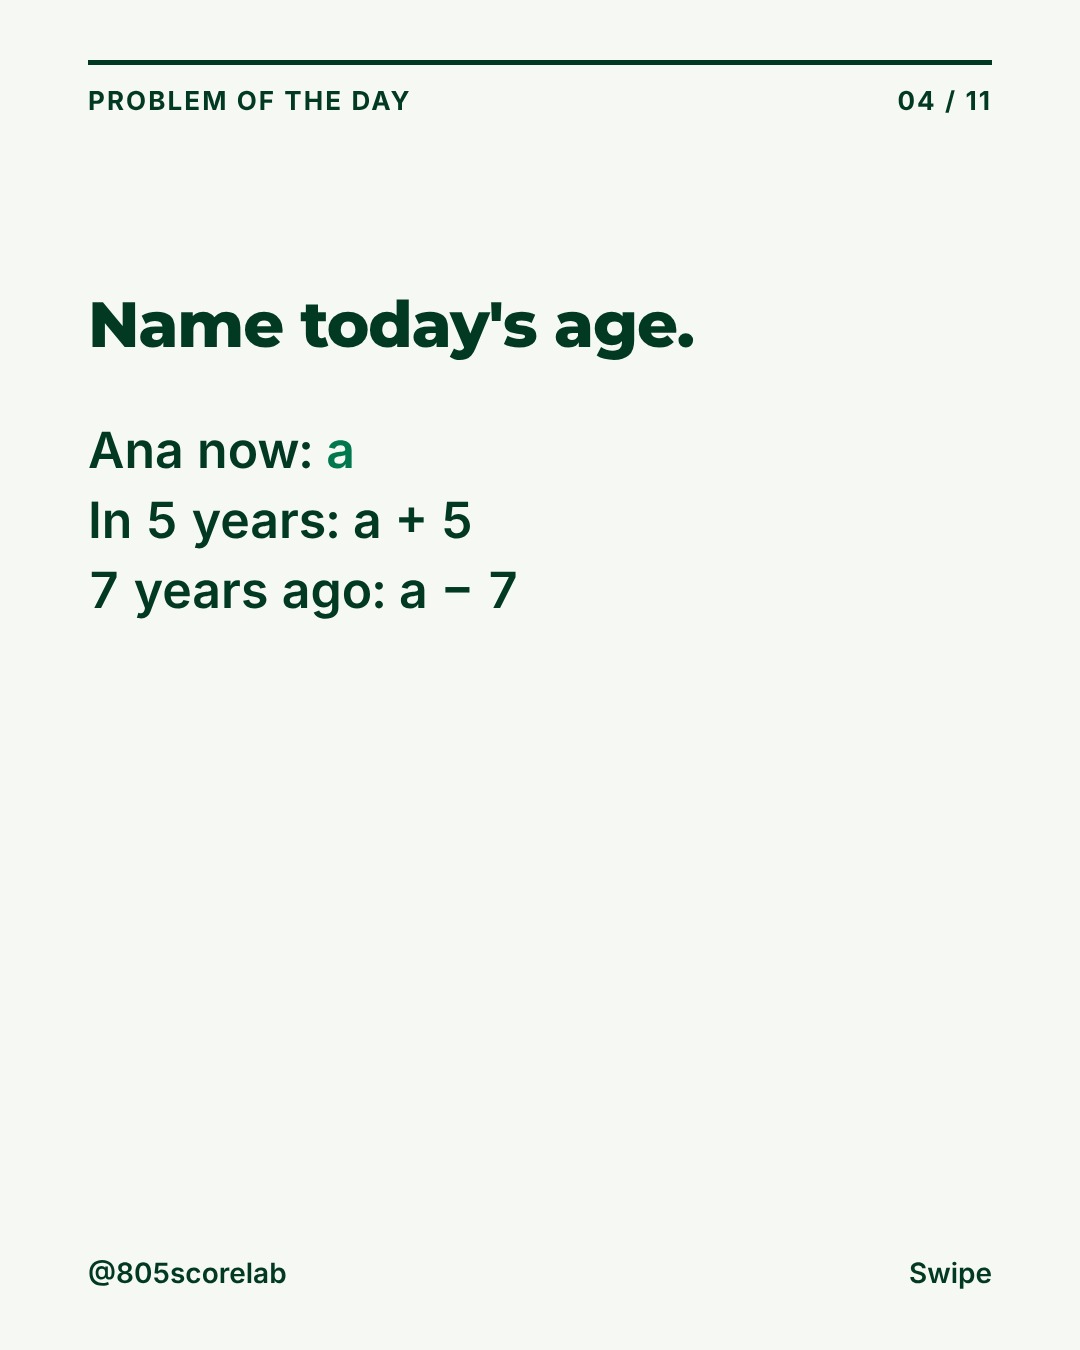 PROBLEM OF THE DAY
04 / 11
Name today's age.
Ana now: a
In 5 years: a + 5
7 years ago: a − 7
@805scorelab
Swipe